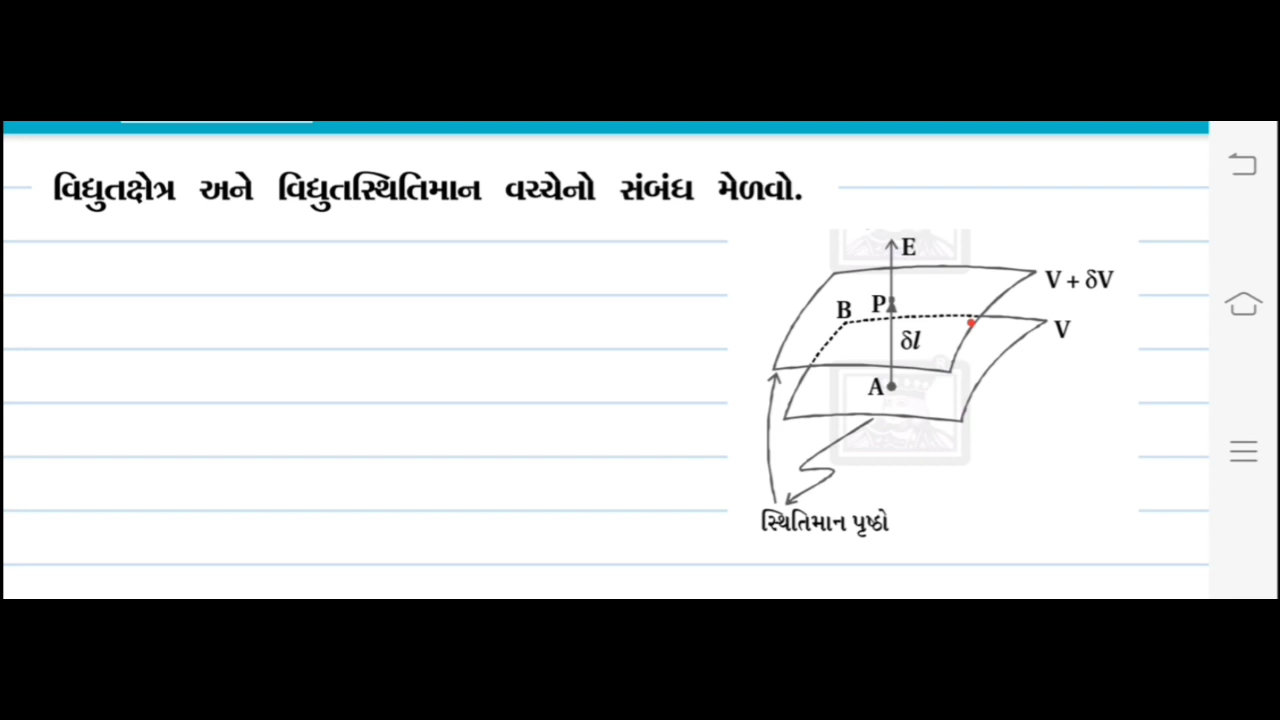 વિદ્યુતક્ષેત્ર અને વિદ્યુતસ્થિતિમાન વચ્ચેનો સંબંધ મેળવો.
E
V + δV
B P
V
δl
A
સ્થિતિમાન પૃષ્ઠો